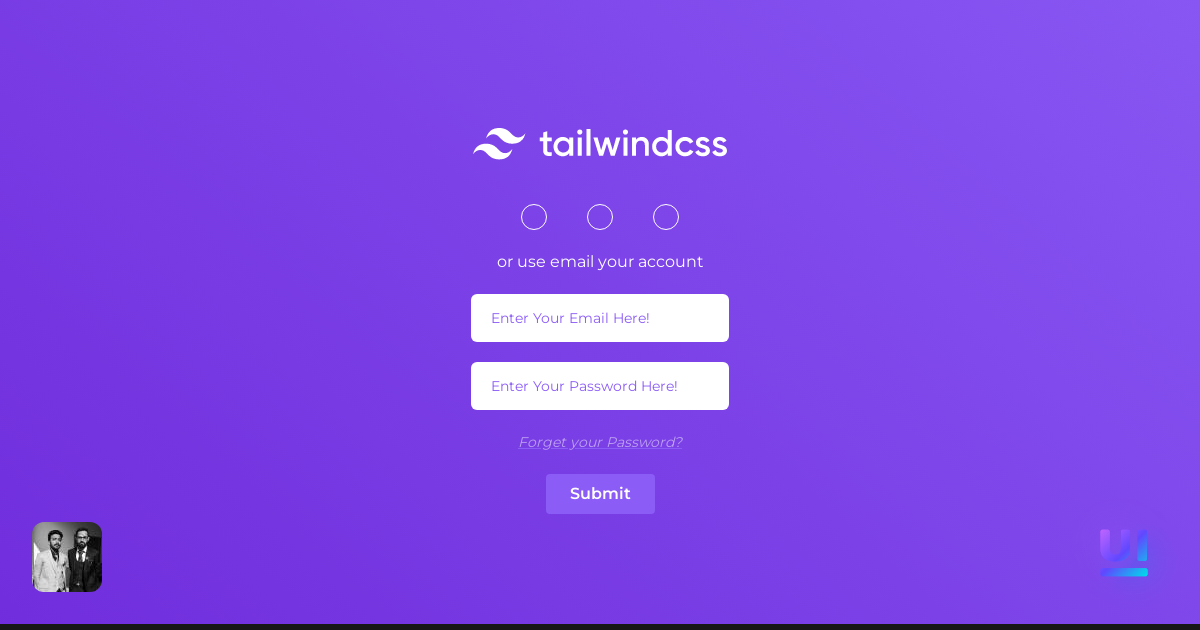 tailwindcss
or use email your account
Enter Your Email Here!
Enter Your Password Here!
Forget your Password?
Submit
UI